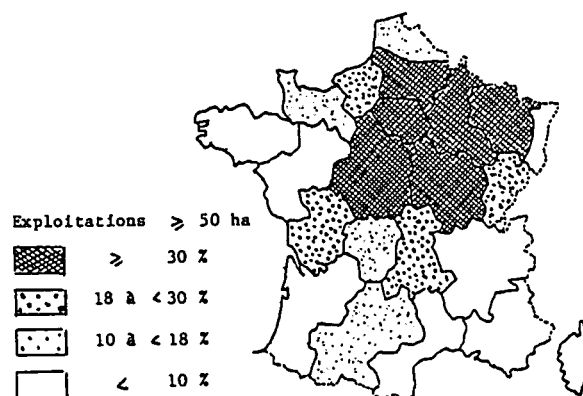 Exploitations ⩾ 50 ha
⩾ 30 %
18 à < 30 %
10 à < 18 %
< 10 %